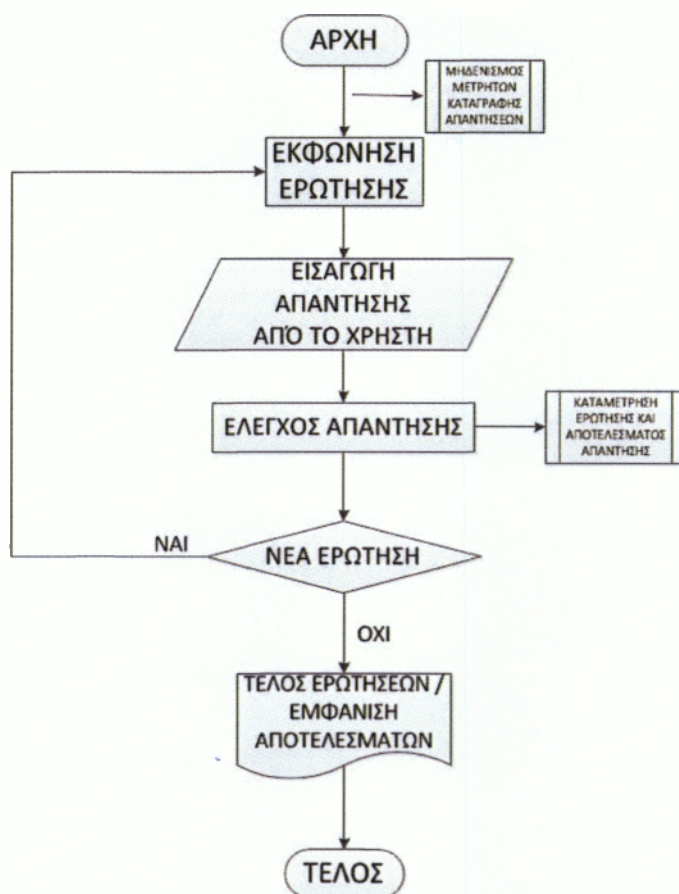 ΑΡΧΗ
ΜΗΔΕΝΙΣΜΟΣ
ΜΕΤΡΗΤΩΝ
ΚΑΤΑΓΡΑΦΗΣ
ΑΠΑΝΤΗΣΕΩΝ
ΕΚΦΩΝΗΣΗ
ΕΡΩΤΗΣΗΣ
ΕΙΣΑΓΩΓΗ
ΑΠΑΝΤΗΣΗΣ
ΑΠΌ ΤΟ ΧΡΗΣΤΗ
ΕΛΕΓΧΟΣ ΑΠΑΝΤΗΣΗΣ
ΚΑΤΑΜΕΤΡΗΣΗ
ΕΡΩΤΗΣΗΣ ΚΑΙ
ΑΠΟΤΕΛΕΣΜΑΤΟΣ
ΑΠΑΝΤΗΣΗΣ
ΝΑΙ
ΝΕΑ ΕΡΩΤΗΣΗ
ΟΧΙ
ΤΕΛΟΣ ΕΡΩΤΗΣΕΩΝ /
ΕΜΦΑΝΙΣΗ
ΑΠΟΤΕΛΕΣΜΑΤΩΝ
ΤΕΛΟΣ